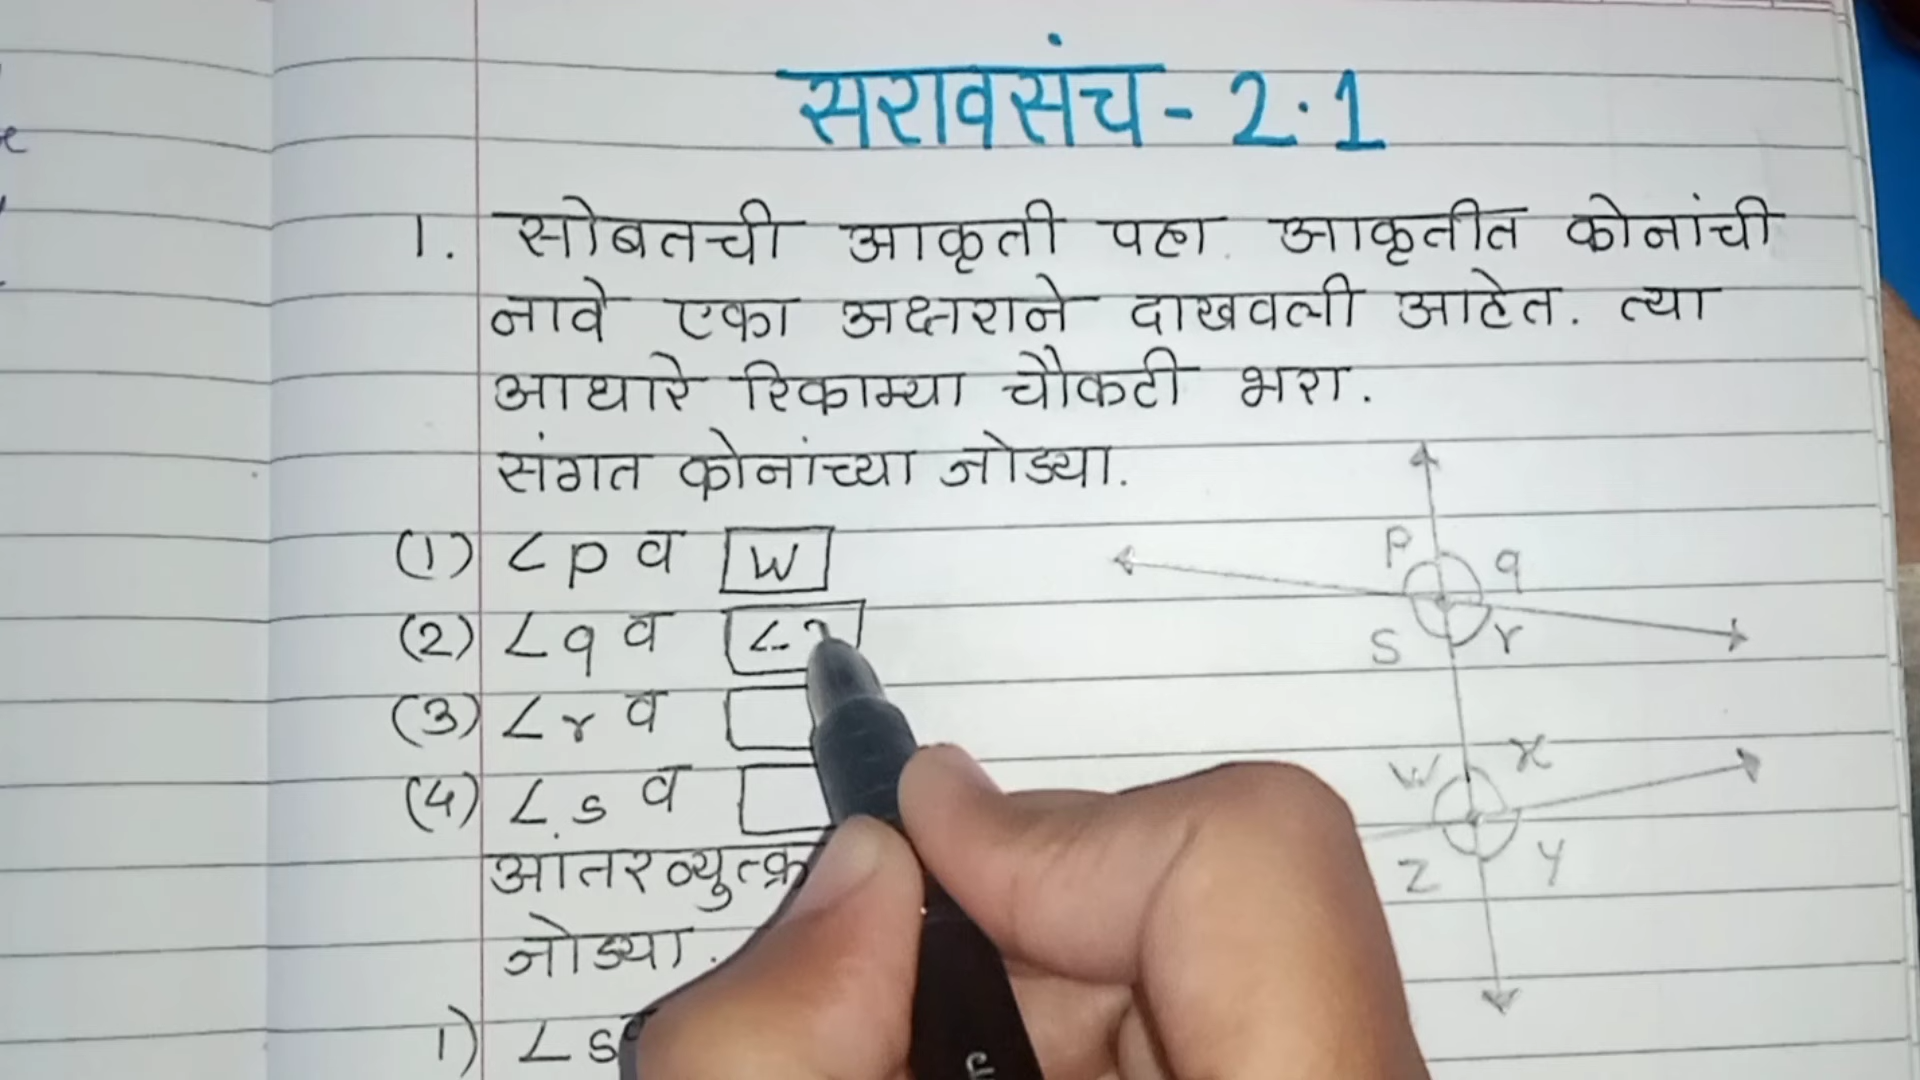 सरावसंच - 2.1
1. सोबतची आकृती पहा. आकृतीत कोनांची
नावे एका अक्षराने दाखवली आहेत. त्या
आधारे रिकाम्या चौकटी भरा.
संगत कोनांच्या जोड्या.
(1) ∠p व W
(2) ∠q व ∠
(3) ∠r व
(4) ∠s व
जोड्या.
1) ∠s
P q
S r
W x
Z y